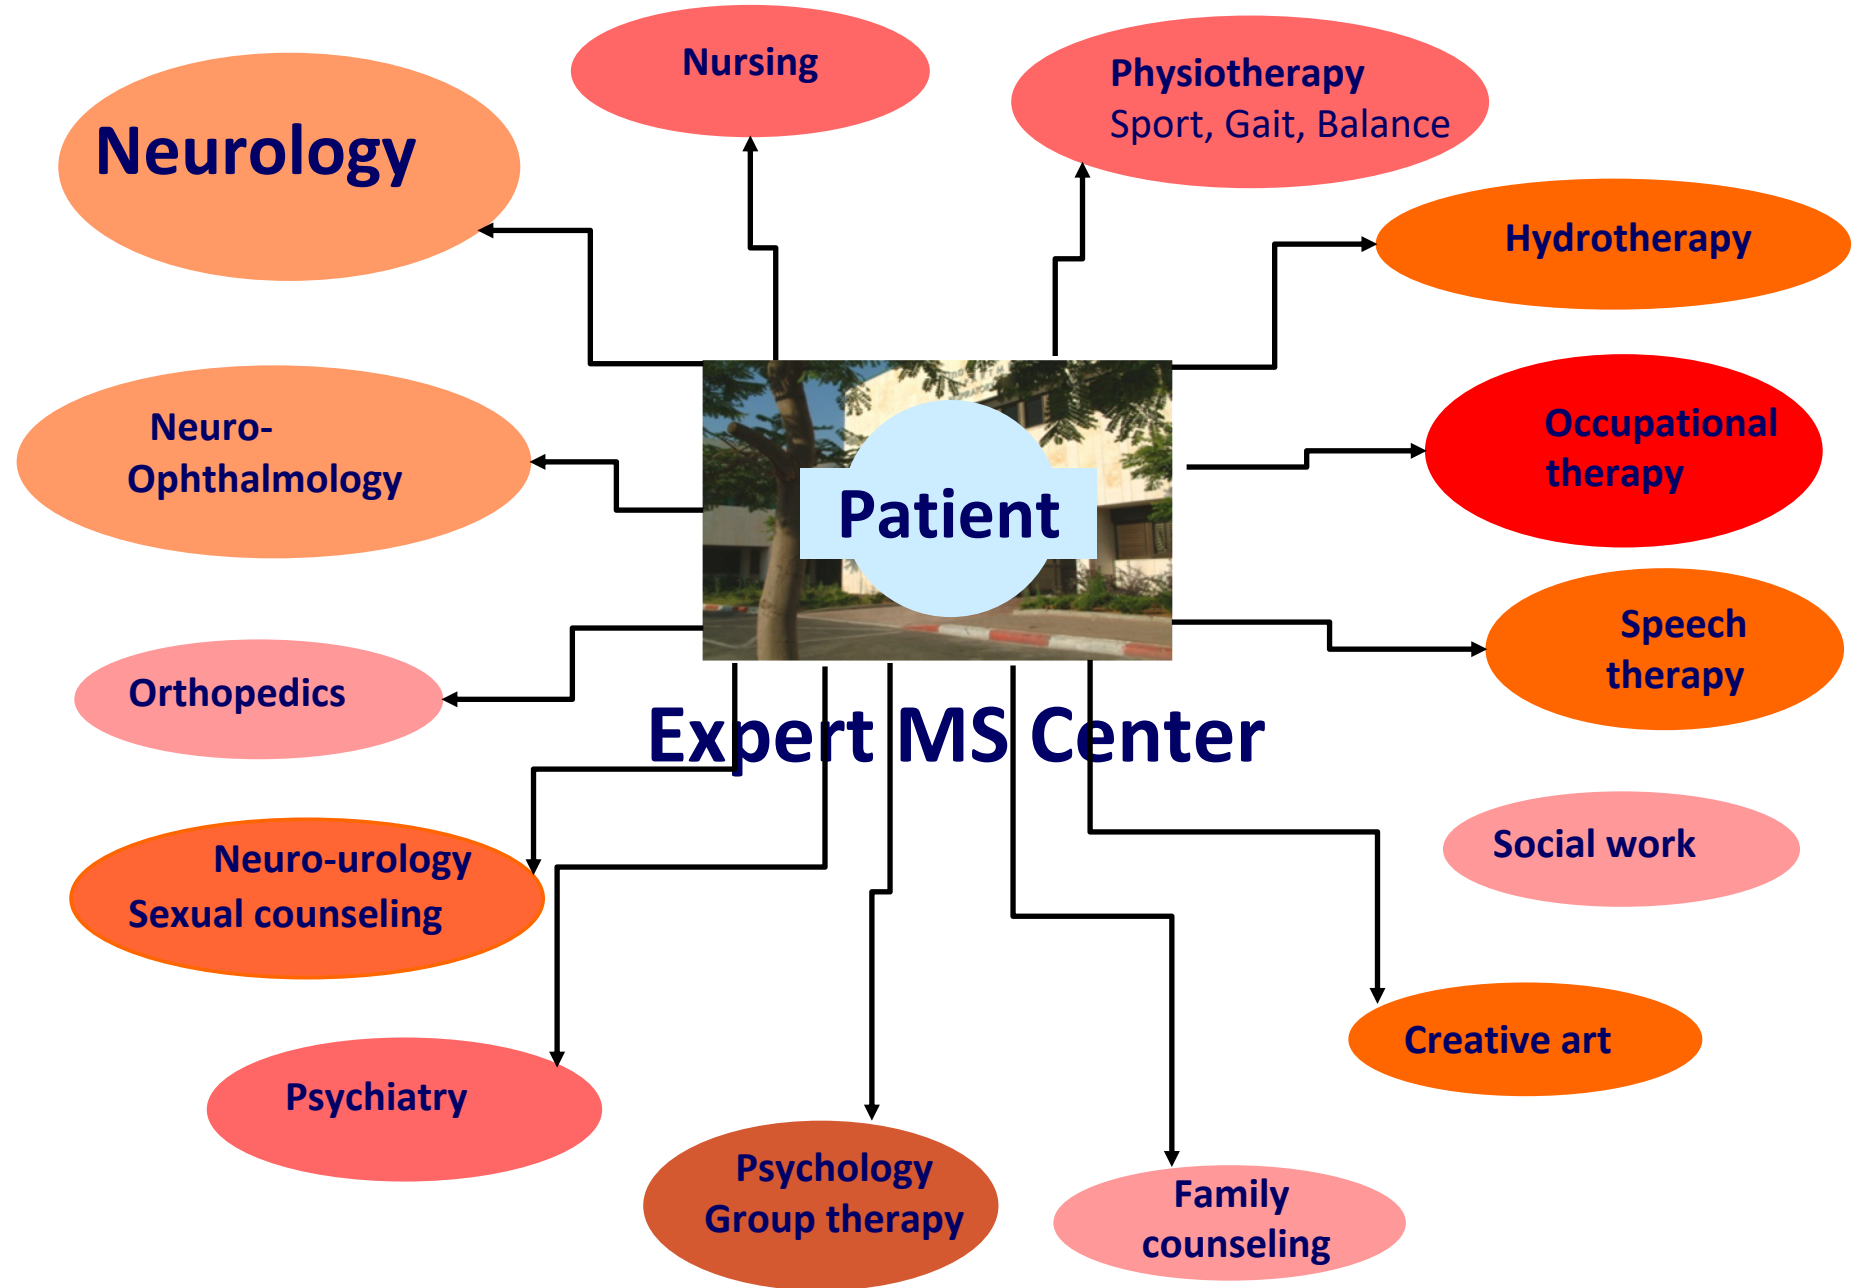 Nursing
Physiotherapy
Sport, Gait, Balance
Neurology
Hydrotherapy
Neuro-
Ophthalmology
Occupational
therapy
Patient
Speech
therapy
Orthopedics
Expert MS Center
Social work
Neuro-urology
Sexual counseling
Creative art
Psychiatry
Psychology
Group therapy
Family
counseling